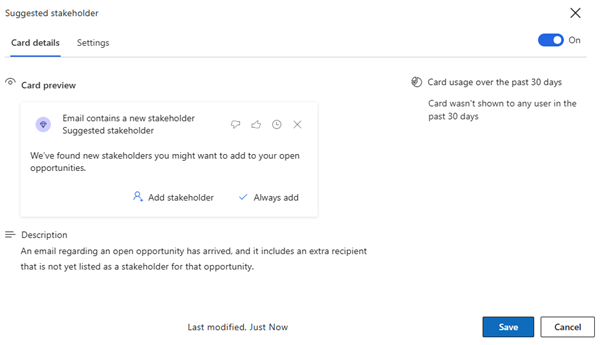 Suggested stakeholder
Card details
Settings
On
Card preview
Email contains a new stakeholder
Suggested stakeholder
We've found new stakeholders you might want to add to your open
opportunities.
Add stakeholder
Always add
Description
An email regarding an open opportunity has arrived, and it includes an extra recipient
that is not yet listed as a stakeholder for that opportunity.
Card usage over the past 30 days
Card wasn't shown to any user in the
past 30 days
Last modified, Just Now
Save
Cancel